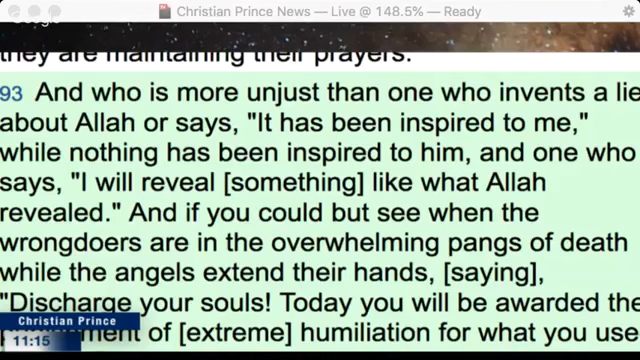 Christian Prince News — Live @ 148.5% — Ready
they are maintaining their prayers.
93 And who is more unjust than one who invents a lie
about Allah or says, "It has been inspired to me,"
while nothing has been inspired to him, and one who
says, "I will reveal [something] like what Allah
revealed." And if you could but see when the
wrongdoers are in the overwhelming pangs of death
while the angels extend their hands, [saying],
"Discharge your souls! Today you will be awarded the
of [extreme] humiliation for what you use
Christian Prince
11:15